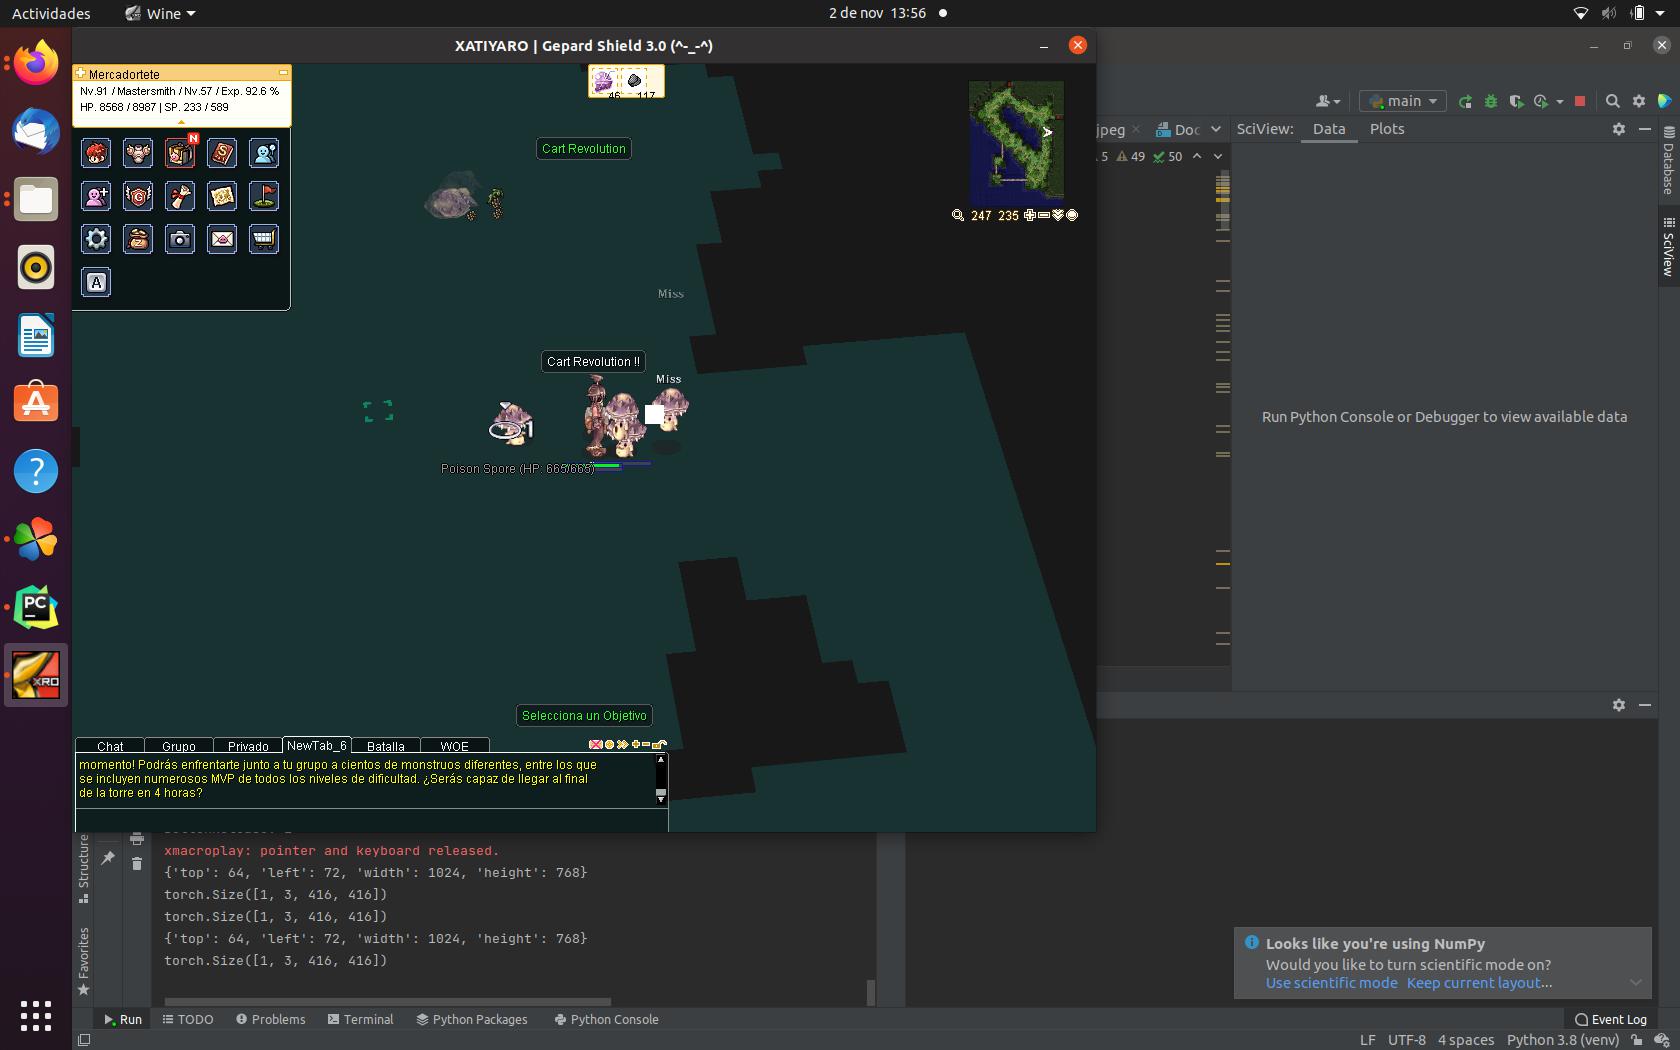 Actividades
Wine
2 de nov 13:56
XATIYARO | Gepard Shield 3.0 (^-_-^)
Mercadortete
Nv.91 / Mastersmith / Nv.57 / Exp. 92.6 %
HP. 8568 / 8987 | SP. 233 / 589
N
A
46 117
Cart Revolution
247 235
Miss
Cart Revolution !!
Miss
1
Poison Spore (HP: 665/665)
Selecciona un Objetivo
Chat Grupo Privado NewTab_6 Batalla WOE
momento! Podrás enfrentarte junto a tu grupo a cientos de monstruos diferentes, entre los que
se incluyen numerosos MVP de todos los niveles de dificultad. ¿Serás capaz de llegar al final
de la torre en 4 horas?
main
jpeg Doc SciView: Data Plots
5 49 50
Database
SciView
Run Python Console or Debugger to view available data
PC
XRO
xmacroplay: pointer and keyboard released.
{'top': 64, 'left': 72, 'width': 1024, 'height': 768}
torch.Size([1, 3, 416, 416])
torch.Size([1, 3, 416, 416])
{'top': 64, 'left': 72, 'width': 1024, 'height': 768}
torch.Size([1, 3, 416, 416])
Structure
Favorites
Looks like you're using NumPy
Would you like to turn scientific mode on?
Use scientific mode Keep current layout...
Run TODO Problems Terminal Python Packages Python Console Event Log
LF UTF-8 4 spaces Python 3.8 (venv)